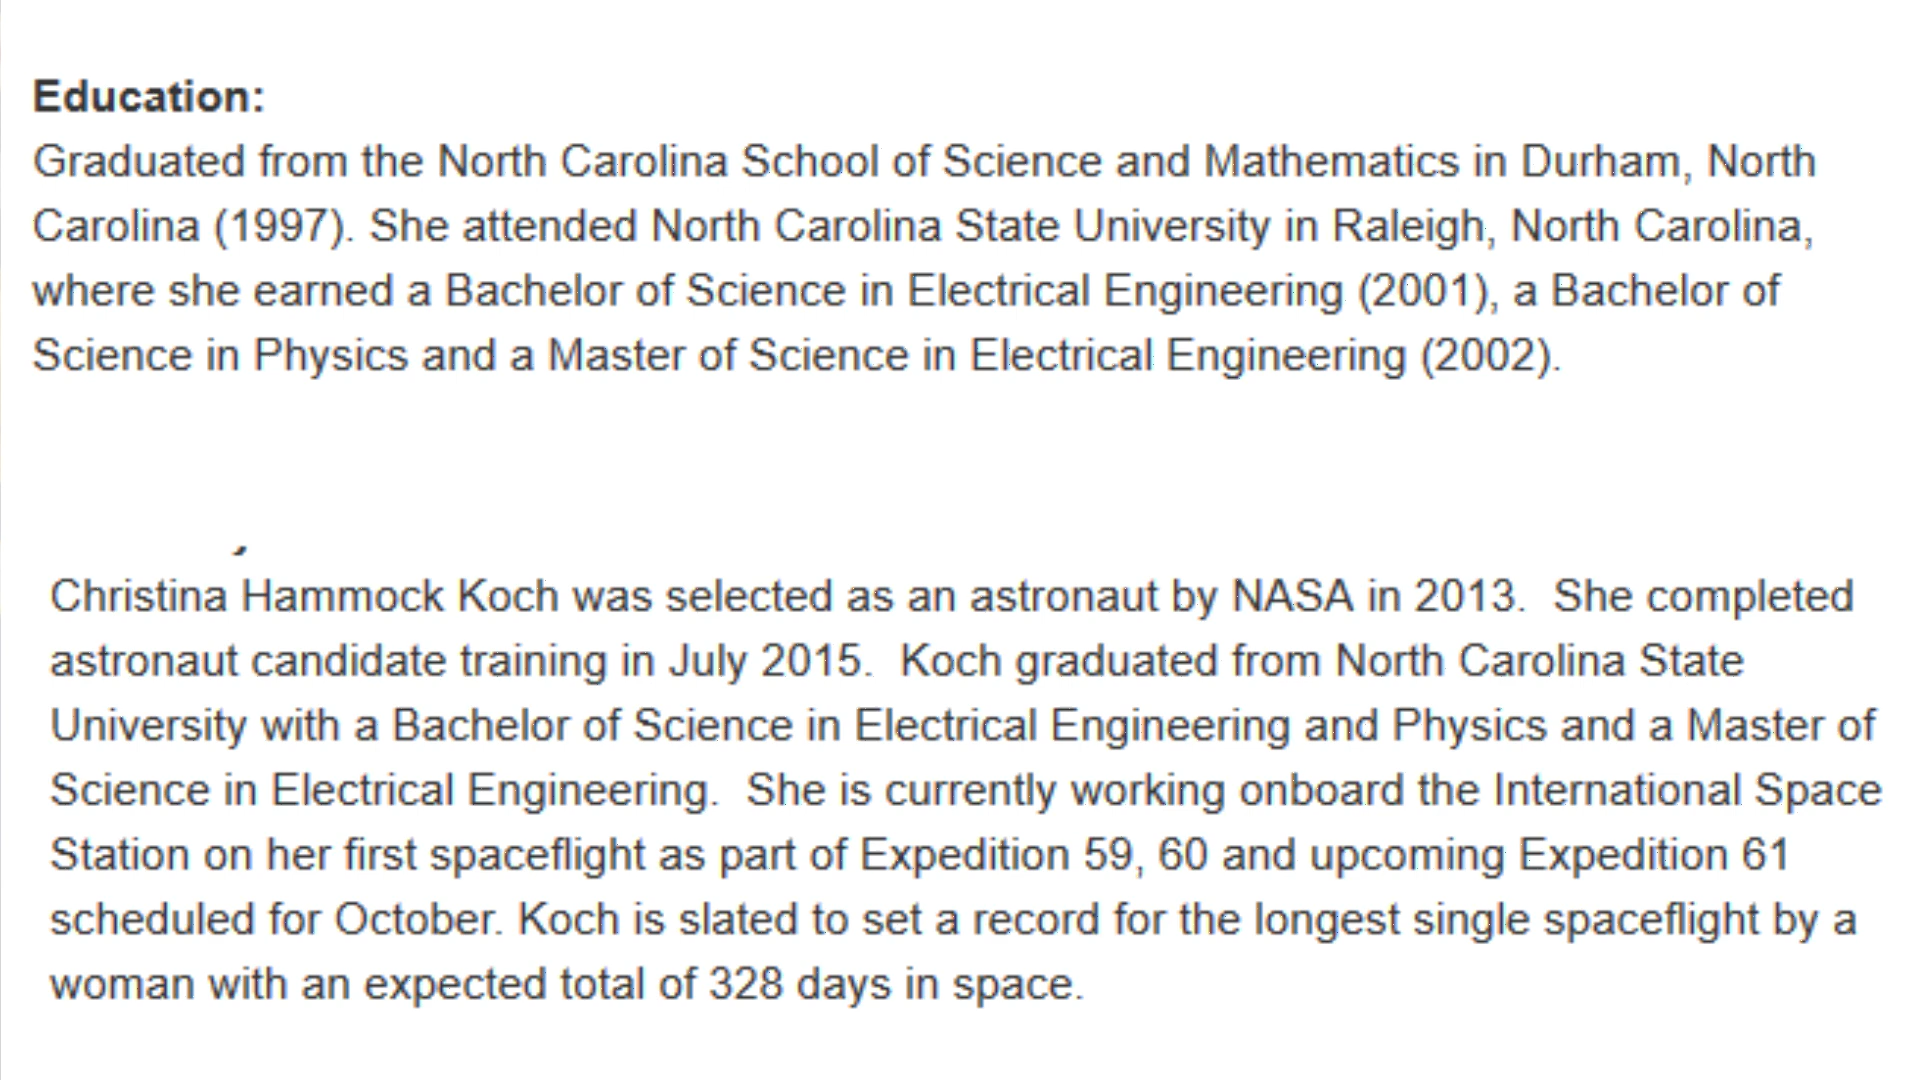 Education:
Graduated from the North Carolina School of Science and Mathematics in Durham, North
Carolina (1997). She attended North Carolina State University in Raleigh, North Carolina,
where she earned a Bachelor of Science in Electrical Engineering (2001), a Bachelor of
Science in Physics and a Master of Science in Electrical Engineering (2002).
Christina Hammock Koch was selected as an astronaut by NASA in 2013.  She completed
astronaut candidate training in July 2015.  Koch graduated from North Carolina State
University with a Bachelor of Science in Electrical Engineering and Physics and a Master of
Science in Electrical Engineering.  She is currently working onboard the International Space
Station on her first spaceflight as part of Expedition 59, 60 and upcoming Expedition 61
scheduled for October. Koch is slated to set a record for the longest single spaceflight by a
woman with an expected total of 328 days in space.